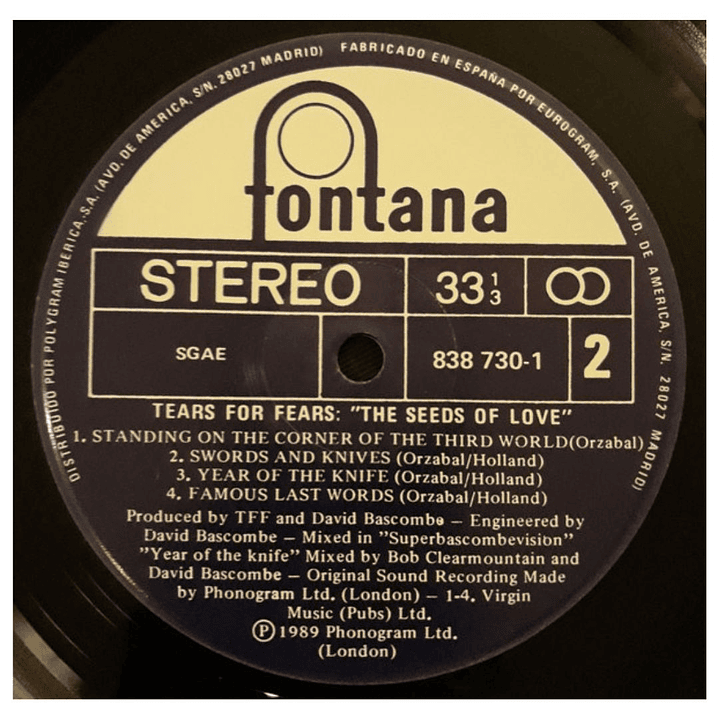 DISTRIBUIDO POR POLYGRAM IBERICA, S.A. (AVD. DE AMERICA, S/N. 28027 MADRID)
FABRICADO EN ESPAÑA POR EUROGRAM, S.A. (AVD. DE AMERICA, S/N. 28027 MADRID)
fontana
STEREO
33 1/3
SGAE
838 730-1
2
TEARS FOR FEARS: "THE SEEDS OF LOVE"
1. STANDING ON THE CORNER OF THE THIRD WORLD(Orzabal)
2. SWORDS AND KNIVES (Orzabal/Holland)
3. YEAR OF THE KNIFE (Orzabal/Holland)
4. FAMOUS LAST WORDS (Orzabal/Holland)
Produced by TFF and David Bascombe — Engineered by
David Bascombe — Mixed in "Superbascombevision"
"Year of the knife" Mixed by Bob Clearmountain and
David Bascombe — Original Sound Recording Made
by Phonogram Ltd. (London) — 1-4. Virgin
Music (Pubs) Ltd.
Ⓟ 1989 Phonogram Ltd.
(London)